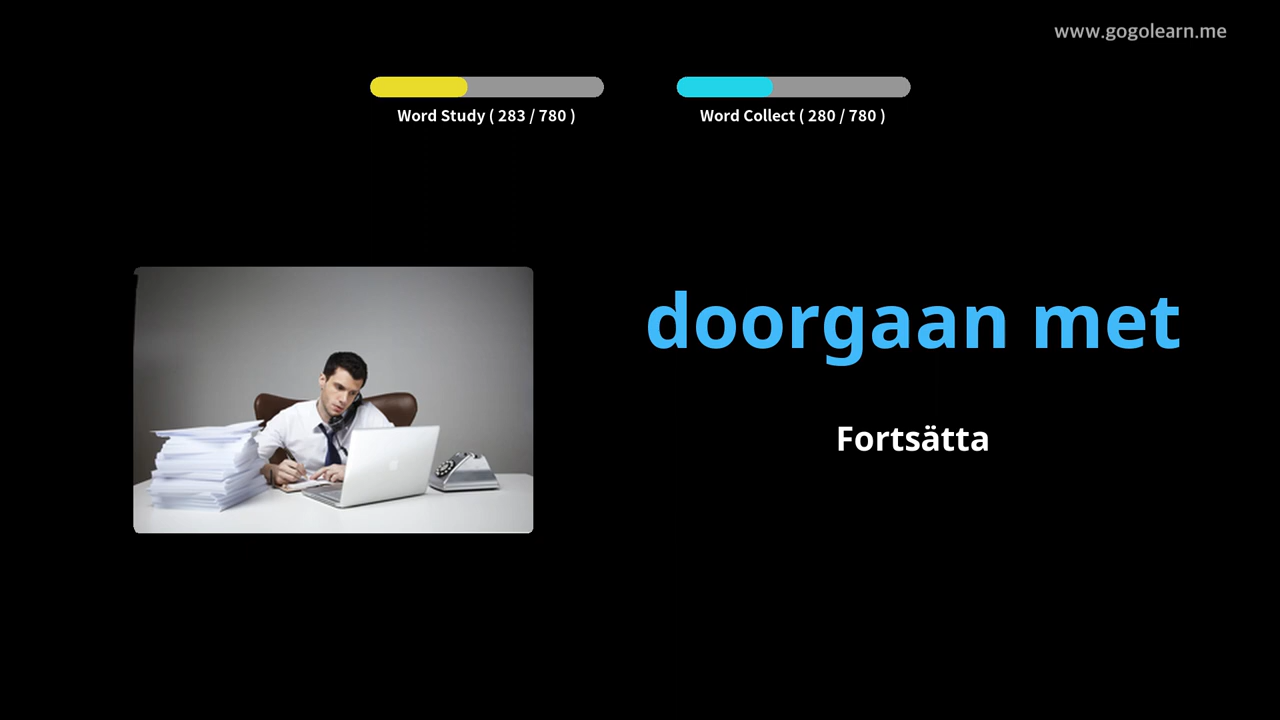 www.gogolearn.me
Word Study ( 283 / 780 )
Word Collect ( 280 / 780 )
doorgaan met
Fortsätta